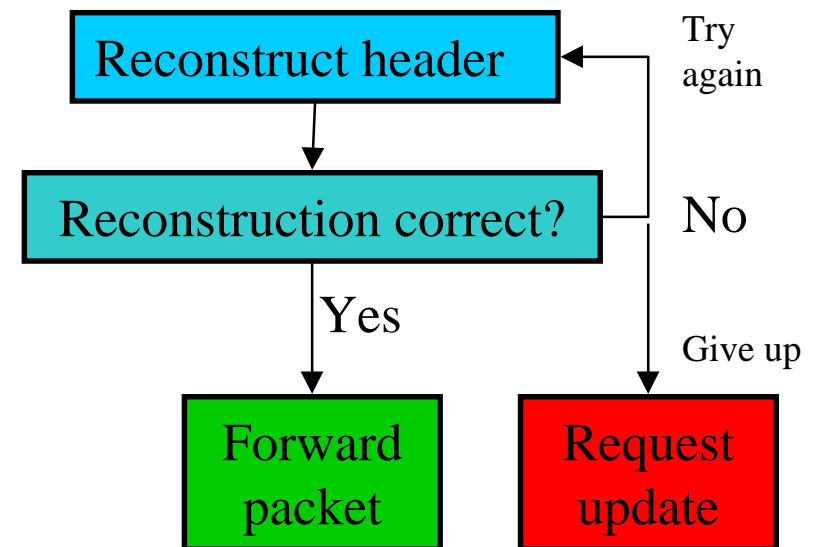 Reconstruct header
Try
again
Reconstruction correct?
No
Yes
Give up
Forward
packet
Request
update